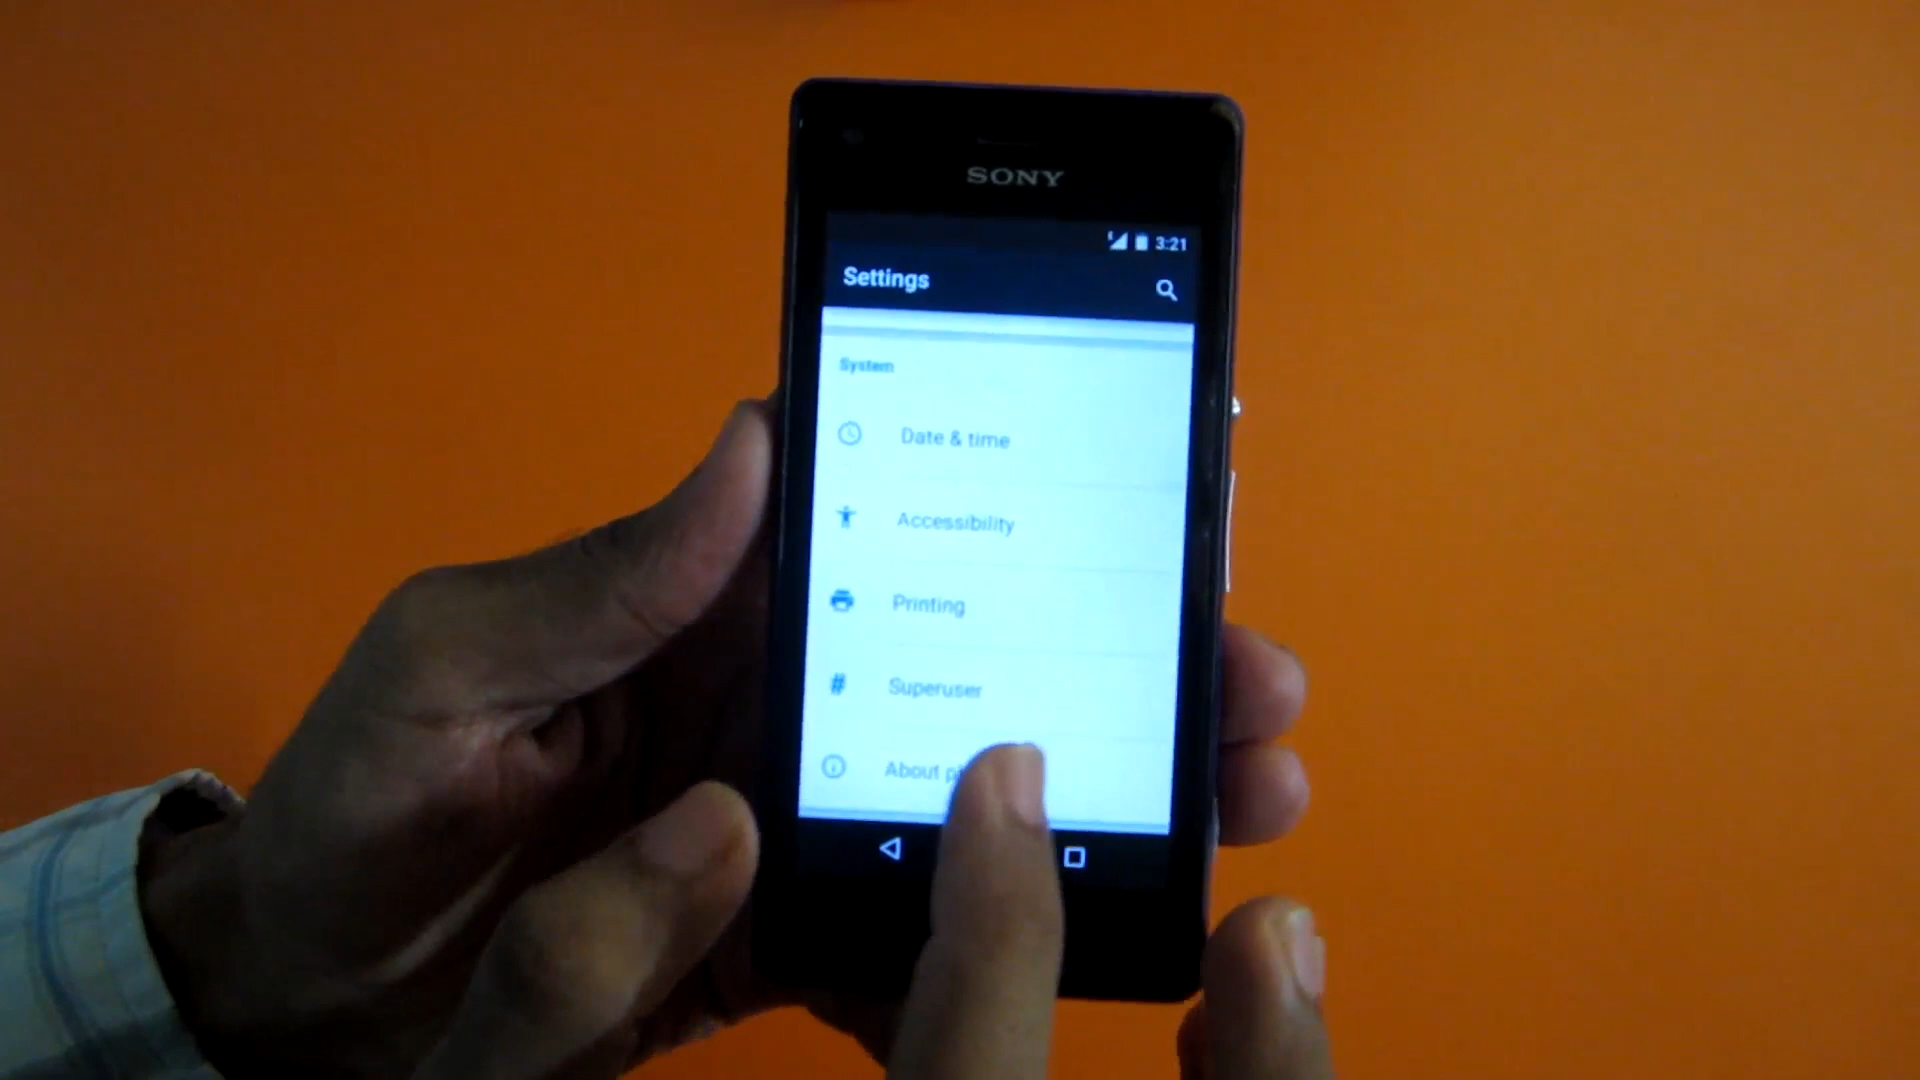 SONY
3:21
Settings
System
Date & time
Accessibility
Printing
# Superuser
About